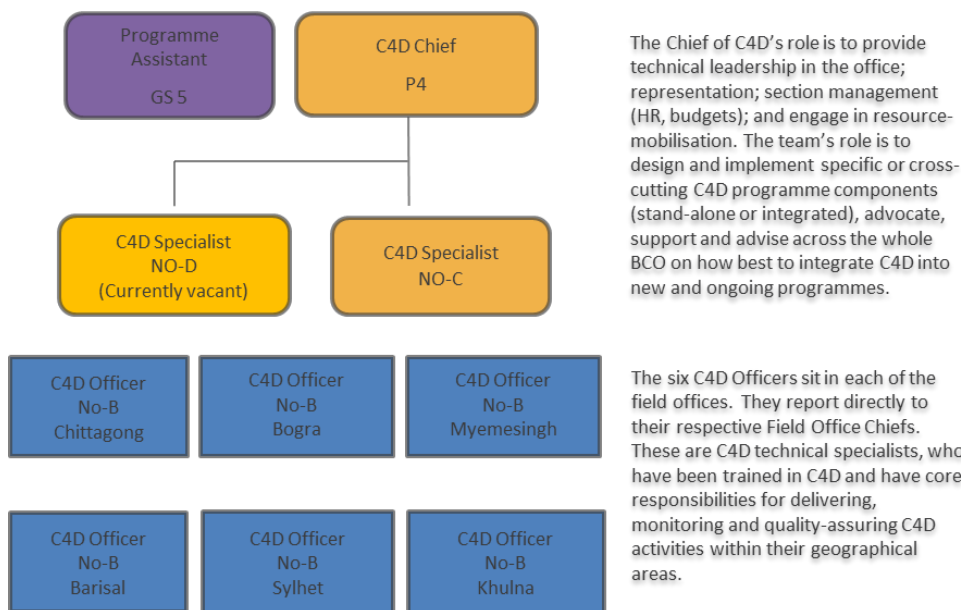 Programme
Assistant
GS 5
C4D Chief
P4
The Chief of C4D's role is to provide
technical leadership in the office;
representation; section management
(HR, budgets); and engage in resource-
mobilisation. The team's role is to
design and implement specific or cross-
cutting C4D programme components
(stand-alone or integrated), advocate,
support and advise across the whole
BCO on how best to integrate C4D into
new and ongoing programmes.
C4D Specialist
NO-D
(Currently vacant)
C4D Specialist
NO-C
C4D Officer
No-B
Chittagong
C4D Officer
No-B
Bogra
C4D Officer
No-B
Myemesingh
The six C4D Officers sit in each of the
field offices. They report directly to
their respective Field Office Chiefs.
These are C4D technical specialists, who
have been trained in C4D and have core
responsibilities for delivering,
monitoring and quality-assuring C4D
activities within their geographical
areas.
C4D Officer
No-B
Barisal
C4D Officer
No-B
Sylhet
C4D Officer
No-B
Khulna